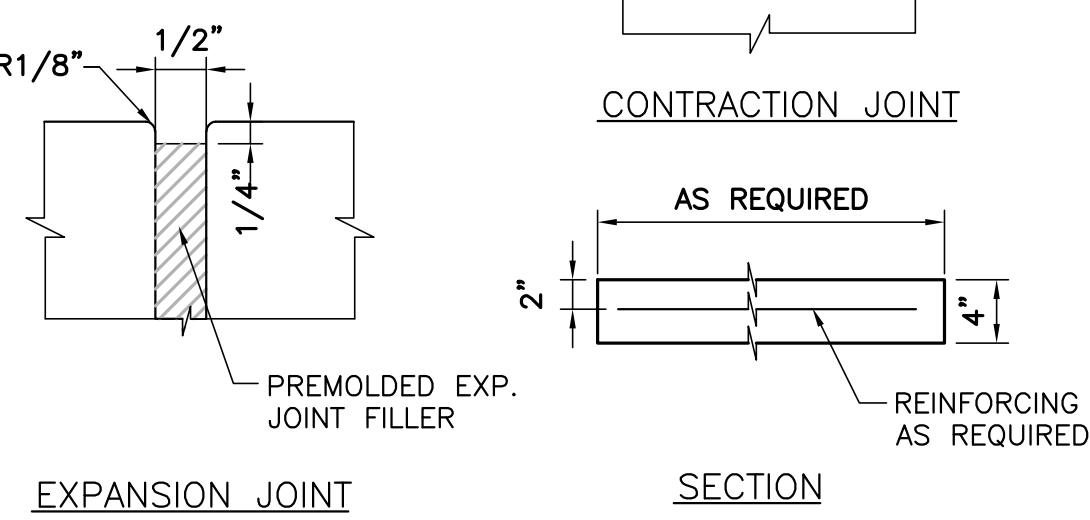 1/2”
R1/8”
1/4”
PREMOLDED EXP.
JOINT FILLER
EXPANSION JOINT
CONTRACTION JOINT
AS REQUIRED
2”
4”
REINFORCING
AS REQUIRED
SECTION